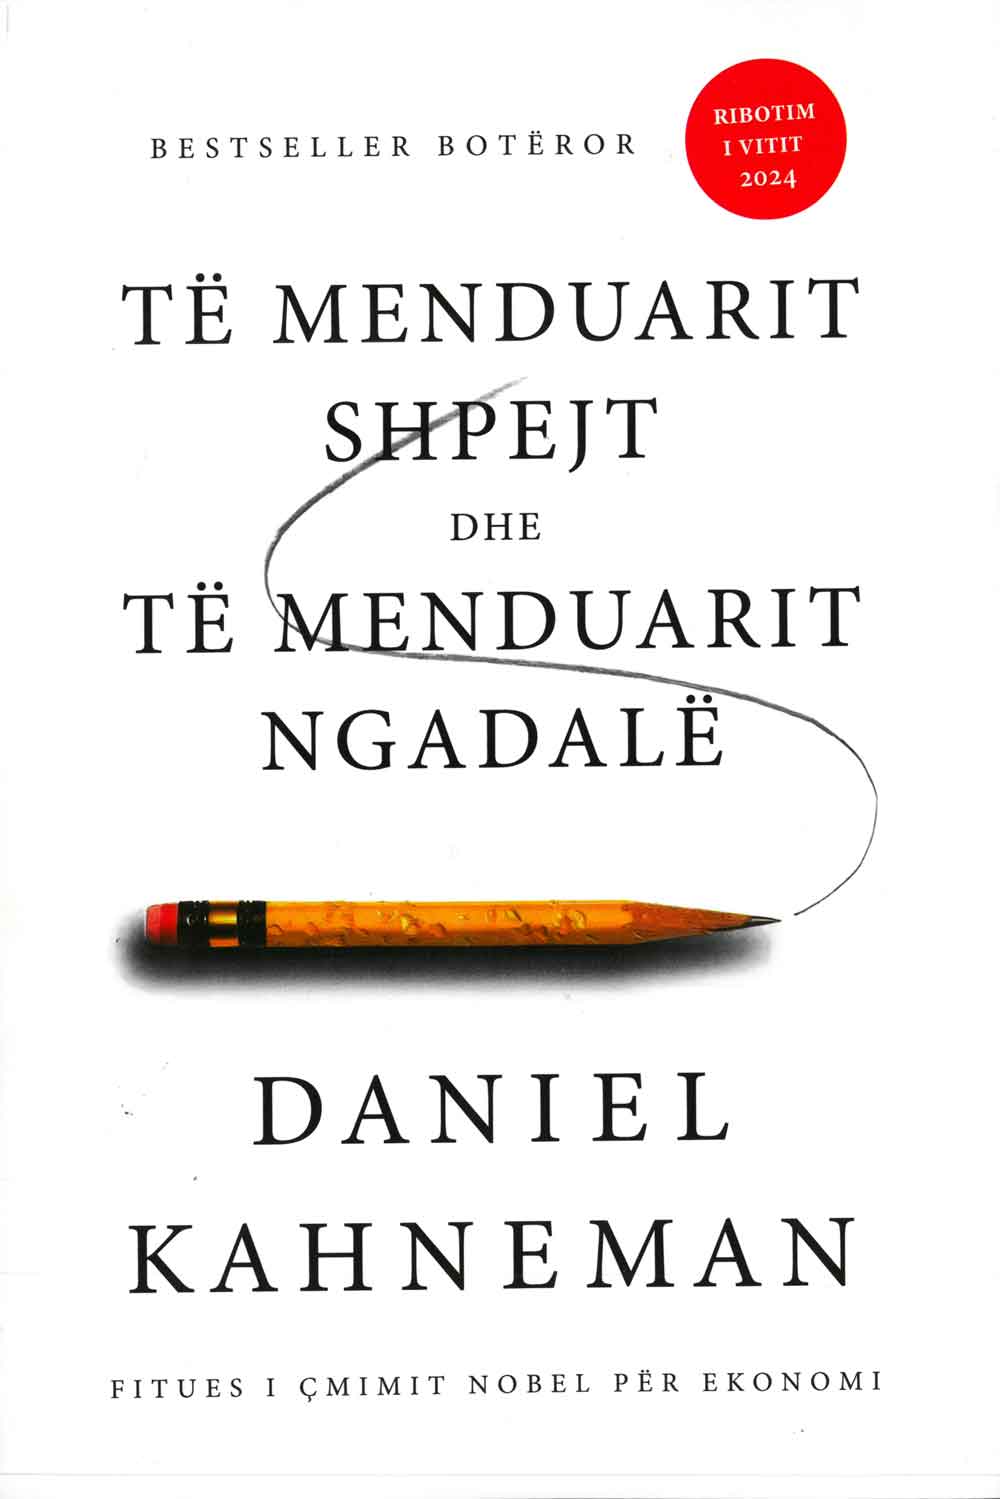 BESTSELLER BOTËROR
RIBOTIM
I VITIT
2024
TË MENDUARIT
SHPEJT
DHE
TË MENDUARIT
NGADALË
DANIEL
KAHNEMAN
FITUES I ÇMIMIT NOBEL PËR EKONOMI